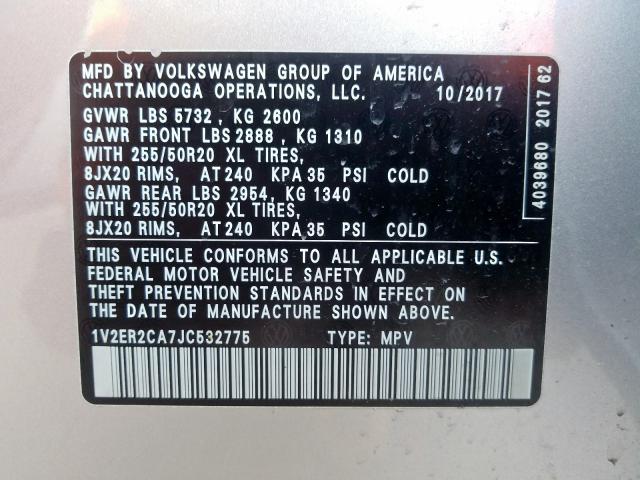 MFD BY VOLKSWAGEN GROUP OF AMERICA
CHATTANOOGA OPERATIONS, LLC. 10/2017
GVWR LBS 5732 , KG 2600
GAWR FRONT LBS 2888 , KG 1310
WITH 255/50R20 XL TIRES,
8JX20 RIMS, AT 240 KPA 35 PSI COLD
GAWR REAR LBS 2954 , KG 1340
WITH 255/50R20 XL TIRES,
8JX20 RIMS, AT 240 KPA 35 PSI COLD
THIS VEHICLE CONFORMS TO ALL APPLICABLE U.S.
FEDERAL MOTOR VEHICLE SAFETY AND
THEFT PREVENTION STANDARDS IN EFFECT ON
THE DATE OF MANUFACTURE SHOWN ABOVE.
1V2ER2CA7JC532775 TYPE: MPV
4039680 2017 62